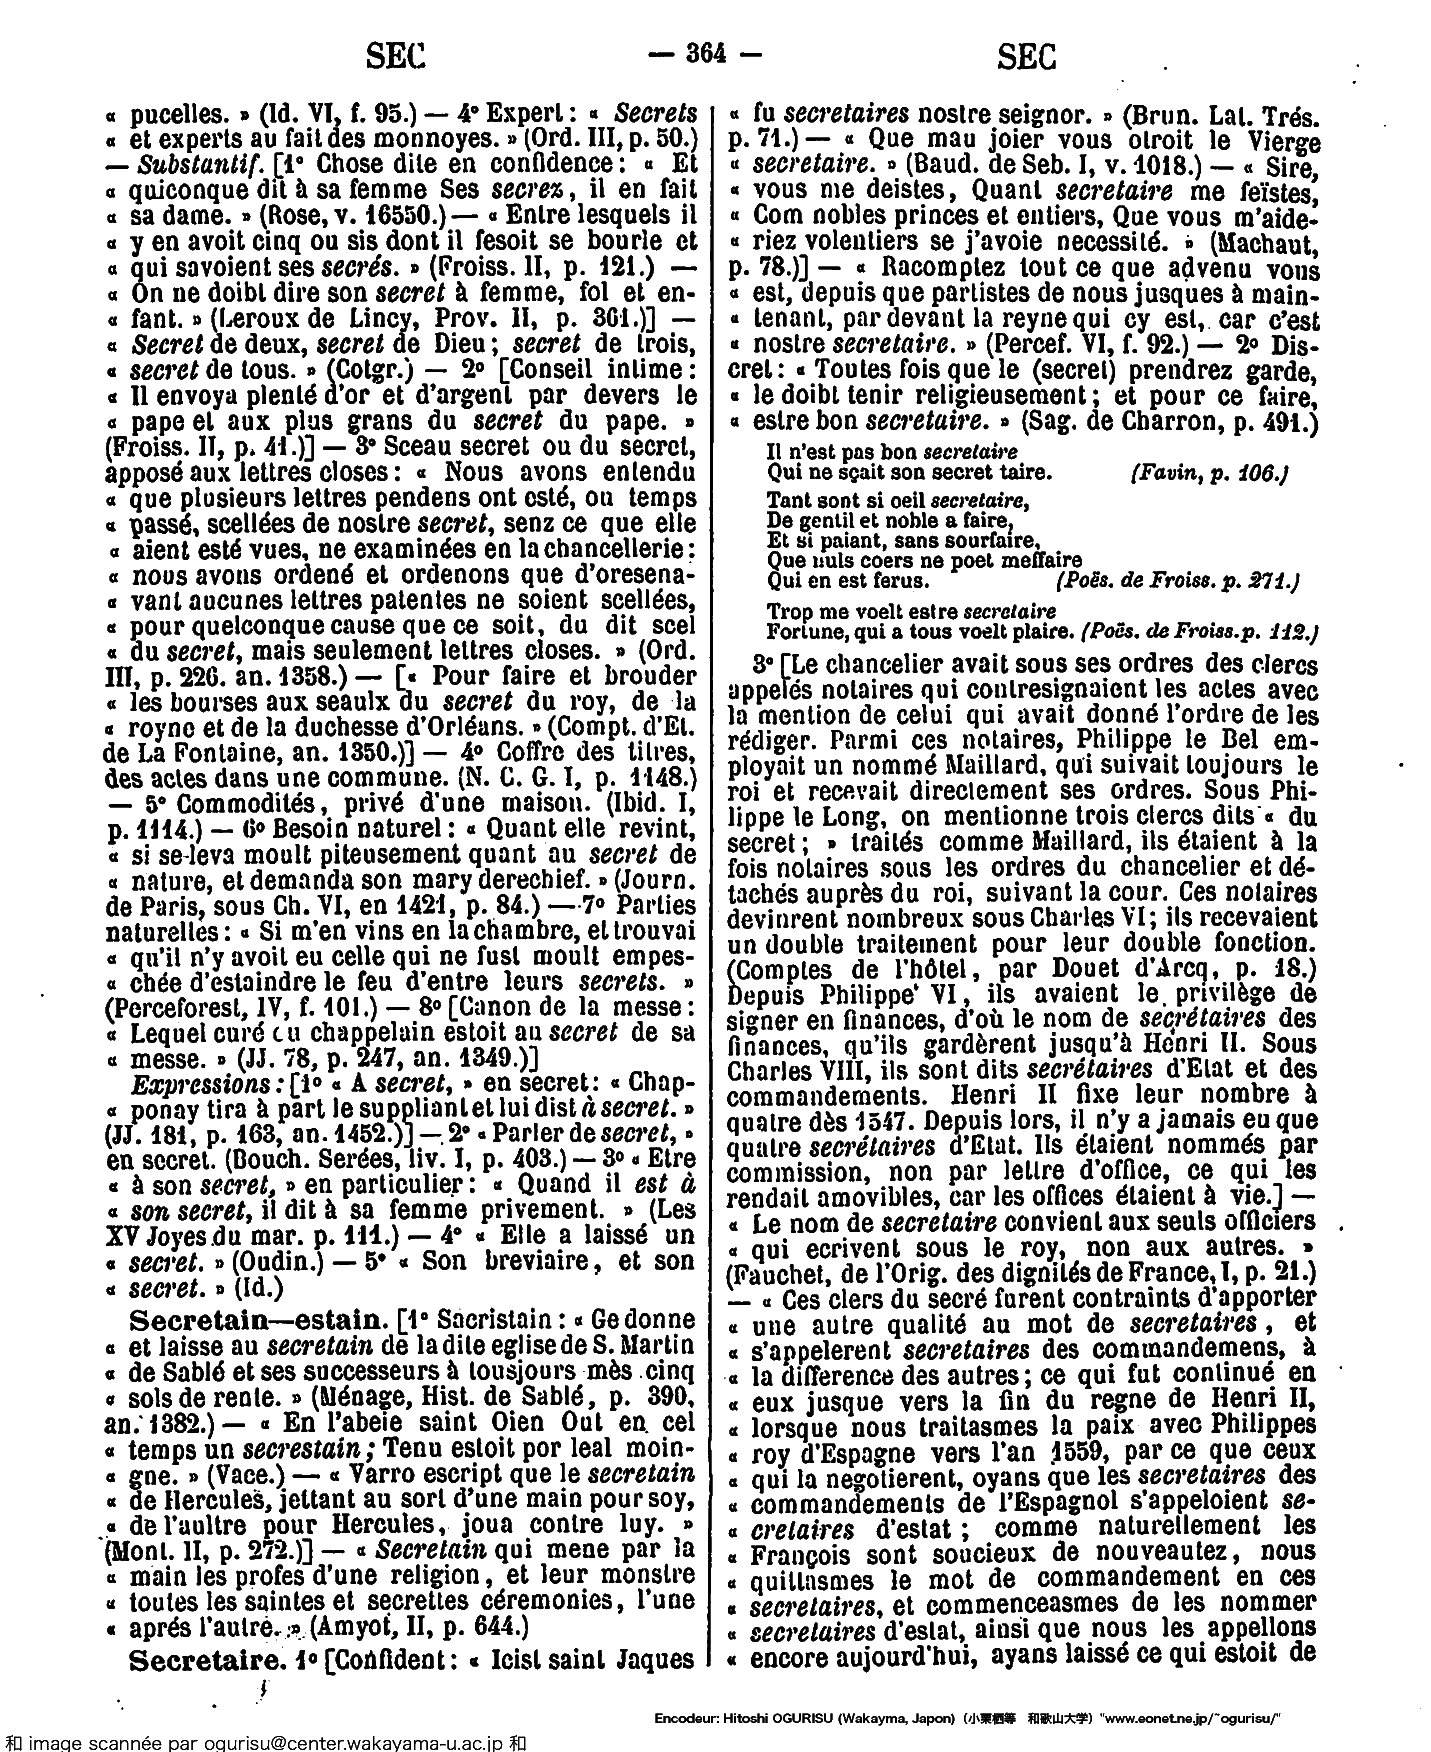 SEC — 364 — SEC
« pucelles. » (Id. VI, f. 95.) — 4° Expert : « Secrets
« et experts au fait des monnoyes. » (Ord. III, p. 50.)
— Substantif. [1° Chose dite en confidence : « Et
« quiconque dit à sa femme Ses secrez, il en fait
« sa dame. » (Rose, v. 16550.) — « Entre lesquels il
« y en avoit cinq ou sis dont il fesoit se bourle et
« qui savoient ses secrés. » (Froiss. II, p. 121.) —
« On ne doibt dire son secret à femme, fol et en-
« fant. » (Leroux de Lincy, Prov. II, p. 361.)] —
« Secret de deux, secret de Dieu ; secret de trois,
« secret de tous. » (Cotgr.) — 2° [Conseil intime :
« Il envoya plenté d'or et d'argent par devers le
« pape et aux plus grans du secret du pape. »
(Froiss. II, p. 41.)] — 3° Sceau secret ou du secret,
apposé aux lettres closes : « Nous avons entendu
« que plusieurs lettres pendens ont esté, ou temps
« passé, scellées de nostre secret, senz ce que elle
« aient esté vues, ne examinées en la chancellerie :
« nous avons ordené et ordenons que d'oresena-
« vant aucunes lettres patentes ne soient scellées,
« pour quelconque cause que ce soit, du dit scel
« du secret, mais seulement lettres closes. » (Ord.
III, p. 226. an. 1358.) — [« Pour faire et brouder
« les bourses aux seaulx du secret du roy, de la
« royne et de la duchesse d'Orléans. » (Compt. d'Et.
de La Fontaine, an. 1350.)] — 4° Coffre des titres,
des actes dans une commune. (N. C. G. I, p. 1148.)
— 5° Commodités, privé d'une maison. (Ibid. I,
p. 1114.) — 6° Besoin naturel : « Quant elle revint,
« si se leva moult piteusement quant au secret de
« nature, et demanda son mary derechief. » (Journ.
de Paris, sous Ch. VI, en 1421, p. 84.) — 7° Parties
naturelles : « Si m'en vins en la chambre, et trouvai
« qu'il n'y avoit eu celle qui ne fust moult empes-
« chée d'estaindre le feu d'entre leurs secrets. »
(Perceforest, IV, f. 101.) — 8° [Canon de la messe :
« Lequel curé ou chappelain estoit au secret de sa
« messe. » (JJ. 78, p. 247, an. 1349.)]
Expressions : [1° « A secret, » en secret : « Chap-
« ponay tira à part le suppliant et lui dist à secret. »
(JJ. 181, p. 163, an. 1452.)] — 2° « Parler de secret, »
en secret. (Bouch. Serées, liv. I, p. 403.) — 3° « Etre
« à son secret, » en particulier : « Quand il est à
« son secret, il dit à sa femme privement. » (Les
XV Joyes du mar. p. 111.) — 4° « Elle a laissé un
« secret. » (Oudin.) — 5° « Son breviaire, et son
« secret. » (Id.)
Secretain—estain. [1° Sacristain : « Ge donne
« et laisse au secretain de la dite eglise de S. Martin
« de Sablé et ses successeurs à tousjours mès cinq
« sols de rente. » (Ménage, Hist. de Sablé, p. 390,
an. 1382.) — « En l'abeie saint Oien Out en cel
« temps un secrestain ; Tenu estoit por leal moin-
« gne. » (Vace.) — « Varro escript que le secretain
« de Hercules, jettant au sort d'une main pour soy,
« de l'aultre pour Hercules, joua contre luy. »
(Mont. II, p. 272.)] — « Secretain qui mene par la
« main les profes d'une religion, et leur monstre
« toutes les saintes et secrettes céremonies, l'une
« aprés l'autre. » (Amyot, II, p. 644.)
Secretaire. 1° [Confident : « Icist saint Jaques
« fu secretaires nostre seignor. » (Brun. Lat. Trés.
p. 71.) — « Que mau joier vous otroit le Vierge
« secretaire. » (Baud. de Seb. I, v. 1018.) — « Sire,
« vous me deistes, Quant secretaire me feïstes,
« Com nobles princes et entiers, Que vous m'aide-
« riez volentiers se j'avoie necessité. » (Machaut,
p. 78.)] — « Racomptez tout ce que advenu vous
« est, depuis que partistes de nous jusques à main-
« tenant, par devant la reyne qui cy est, car c'est
« nostre secretaire. » (Percef. VI, f. 92.) — 2° Dis-
cret : « Toutes fois que le (secret) prendrez garde,
« le doibt tenir religieusement ; et pour ce faire,
« estre bon secretaire. » (Sag. de Charron, p. 491.)
Il n'est pas bon secretaire
Qui ne sçait son secret taire. (Favin, p. 106.)
Tant sont si oeil secretaire,
De gentil et noble a faire,
Et si paiant, sans sourfaire,
Que nuls coers ne poet meffaire
Qui en est ferus. (Poës. de Froiss. p. 271.)
Trop me voelt estre secretaire
Fortune, qui a tous voelt plaire. (Poës. de Froiss. p. 112.)
3° [Le chancelier avait sous ses ordres des clercs
appelés notaires qui contresignaient les actes avec
la mention de celui qui avait donné l'ordre de les
rédiger. Parmi ces notaires, Philippe le Bel em-
ployait un nommé Maillard, qui suivait toujours le
roi et recevait directement ses ordres. Sous Phi-
lippe le Long, on mentionne trois clercs dits « du
secret ; » traités comme Maillard, ils étaient à la
fois notaires sous les ordres du chancelier et dé-
tachés auprès du roi, suivant la cour. Ces notaires
devinrent nombreux sous Charles VI ; ils recevaient
un double traitement pour leur double fonction.
(Comptes de l'hôtel, par Douet d'Arcq, p. 18.)
Depuis Philippe VI, ils avaient le privilège de
signer en finances, d'où le nom de secrétaires des
finances, qu'ils gardèrent jusqu'à Henri II. Sous
Charles VIII, ils sont dits secrétaires d'Etat et des
commandements. Henri II fixe leur nombre à
quatre dès 1547. Depuis lors, il n'y a jamais eu que
quatre secrétaires d'Etat. Ils étaient nommés par
commission, non par lettre d'office, ce qui les
rendait amovibles, car les offices étaient à vie.] —
« Le nom de secretaire convient aux seuls officiers
« qui ecrivent sous le roy, non aux autres. »
(Fauchet, de l'Orig. des dignités de France, I, p. 21.)
— « Ces clers du secré furent contraints d'apporter
« une autre qualité au mot de secretaires, et
« s'appelerent secretaires des commandemens, à
« la difference des autres ; ce qui fut continué en
« eux jusque vers la fin du regne de Henri II,
« lorsque nous traitasmes la paix avec Philippes
« roy d'Espagne vers l'an 1559, par ce que ceux
« qui la negotierent, oyans que les secretaires des
« commandements de l'Espagnol s'appeloient se-
« cretaires d'estat ; comme naturellement les
« François sont soucieux de nouveautez, nous
« quittasmes le mot de commandement en ces
« secretaires, et commenceasmes de les nommer
« secretaires d'estat, ainsi que nous les appellons
« encore aujourd'hui, ayans laissé ce qui estoit de
Encodeur: Hitoshi OGURISU (Wakayma, Japon) (小栗栖等 和歌山大学) "www.eonet.ne.jp/~ogurisu/"
和 image scannée par ogurisu@center.wakayama-u.ac.jp 和